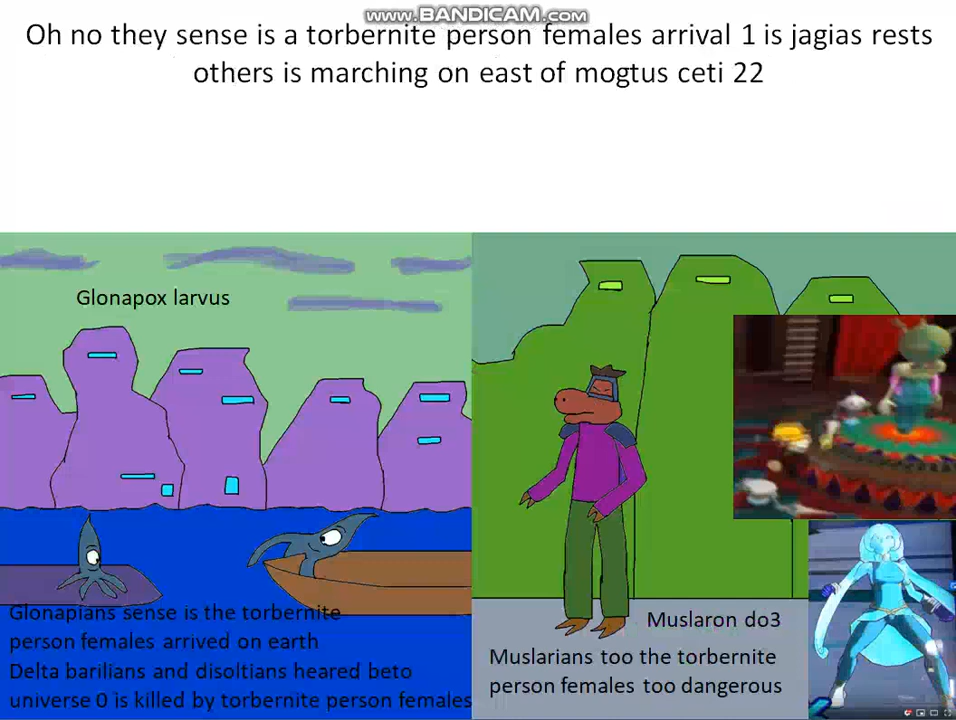 www.BANDICAM.com
Oh no they sense is a torbernite person females arrival 1 is jagias rests
others is marching on east of mogtus ceti 22
Glonapox larvus
Glonapians sense is the torbernite
person females arrived on earth
Delta barilians and disoltians heared beto
universe 0 is killed by torbernite person females
Muslaron do3
Muslarians too the torbernite
person females too dangerous